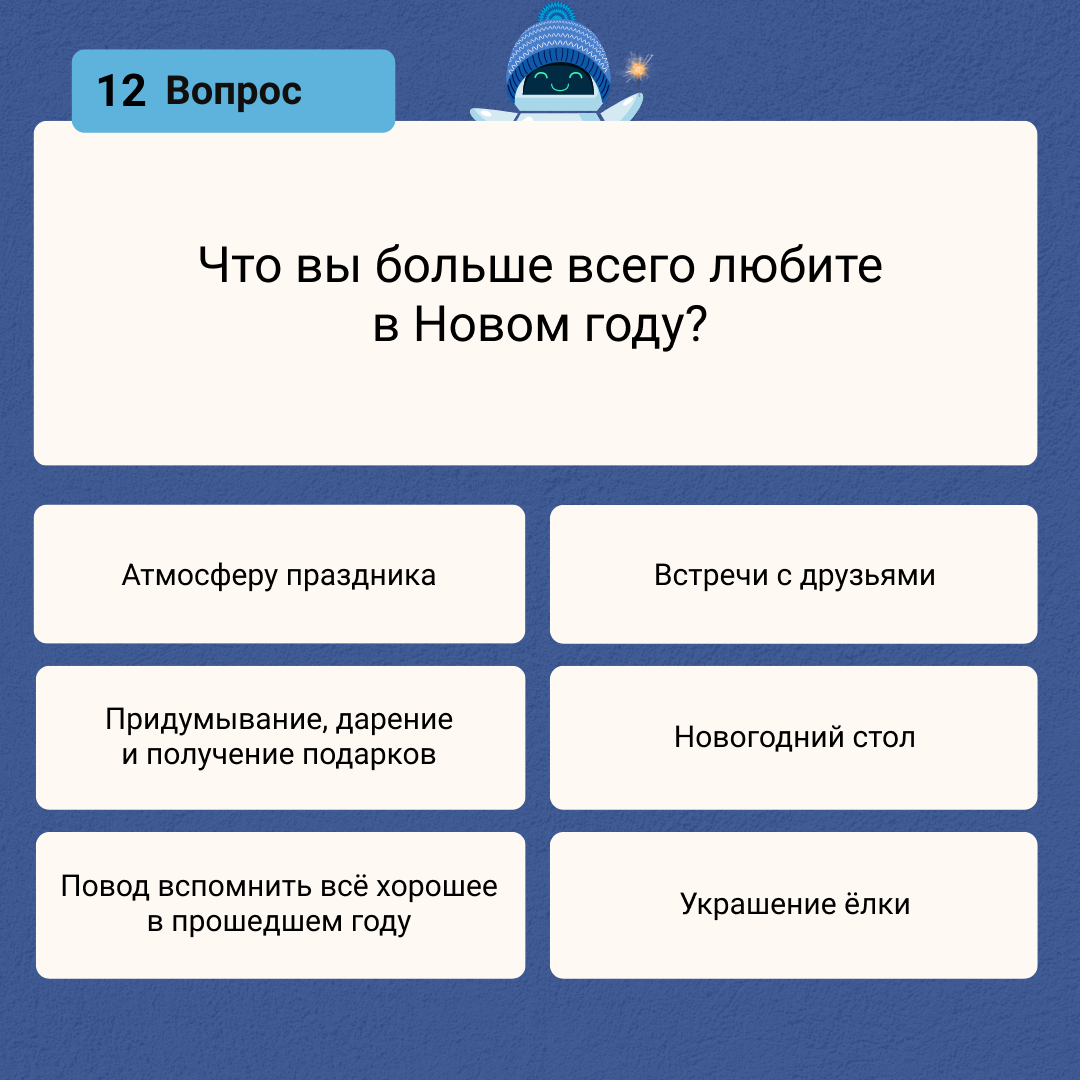 12 Вопрос
Что вы больше всего любите
в Новом году?
Атмосферу праздника
Встречи с друзьями
Придумывание, дарение
и получение подарков
Новогодний стол
Повод вспомнить всё хорошее
в прошедшем году
Украшение ёлки